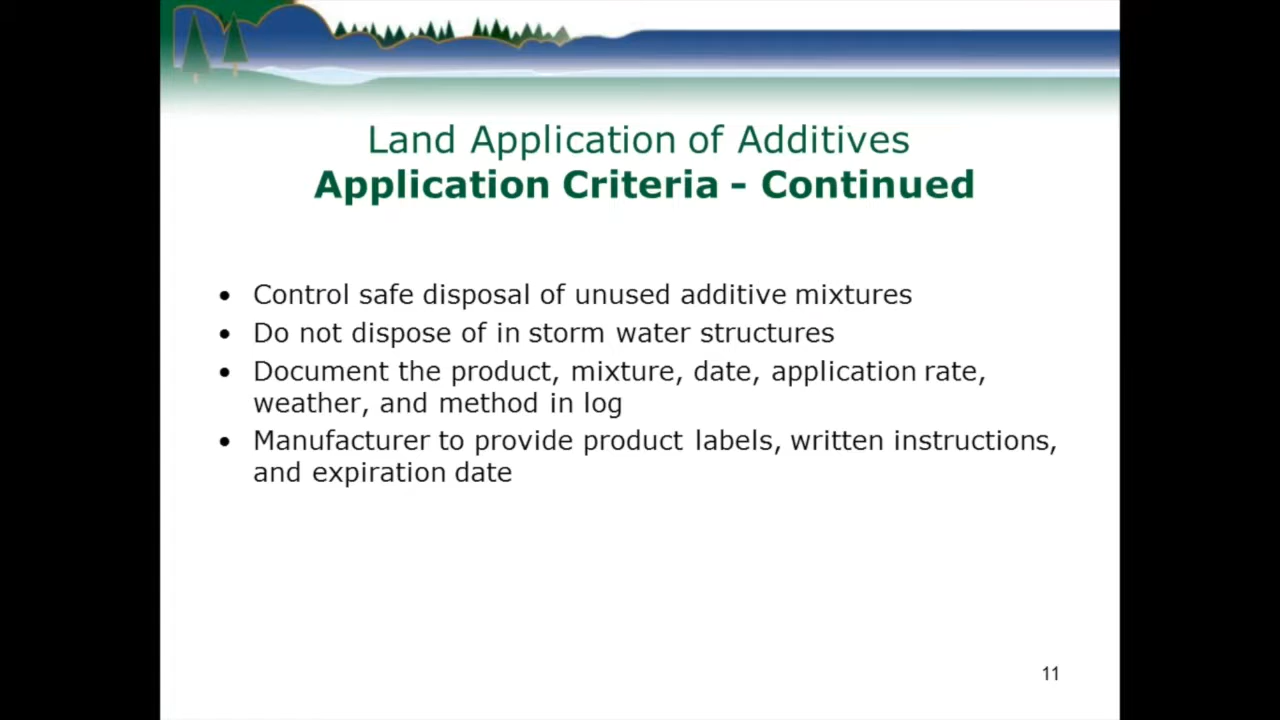 Land Application of Additives
Application Criteria - Continued
• Control safe disposal of unused additive mixtures
• Do not dispose of in storm water structures
• Document the product, mixture, date, application rate,
weather, and method in log
• Manufacturer to provide product labels, written instructions,
and expiration date
11